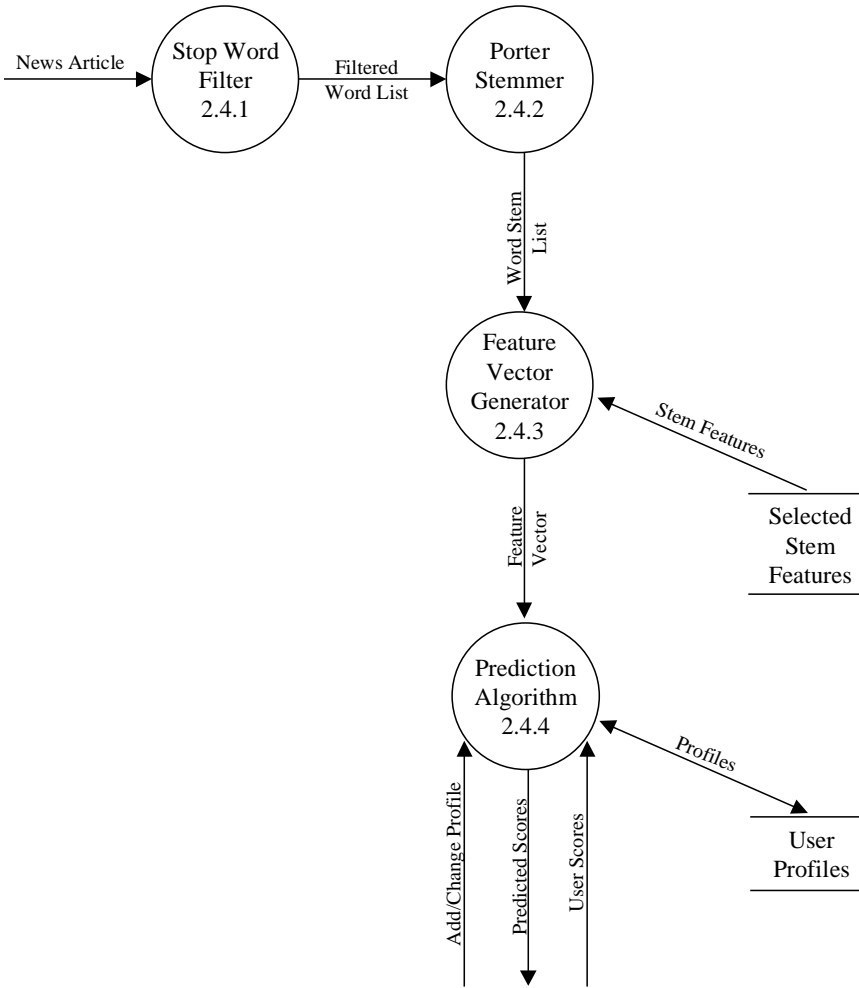 News Article
Stop Word
Filter
2.4.1
Filtered
Word List
Porter
Stemmer
2.4.2
Word Stem
List
Feature
Vector
Generator
2.4.3
Stem Features
Selected
Stem
Features
Feature
Vector
Prediction
Algorithm
2.4.4
Profiles
User
Profiles
Add/Change Profile
Predicted Scores
User Scores